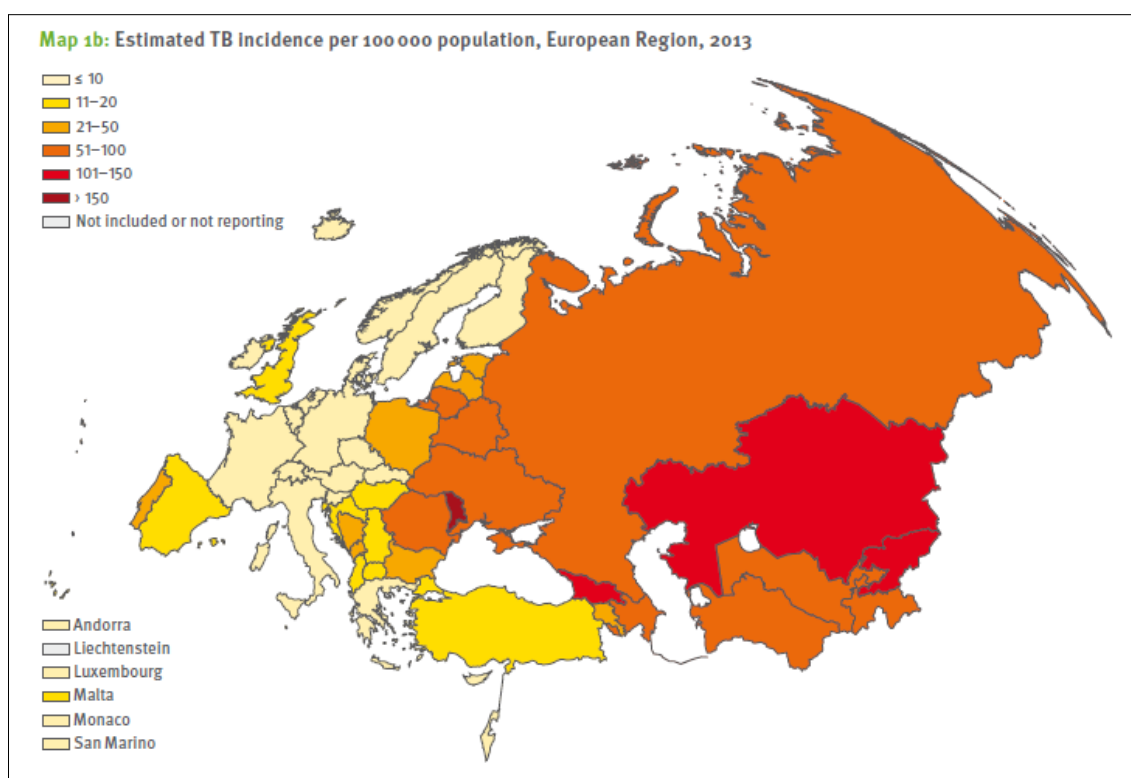 Map 1b: Estimated TB incidence per 100 000 population, European Region, 2013
≤ 10
11–20
21–50
51–100
101–150
> 150
Not included or not reporting
Andorra
Liechtenstein
Luxembourg
Malta
Monaco
San Marino